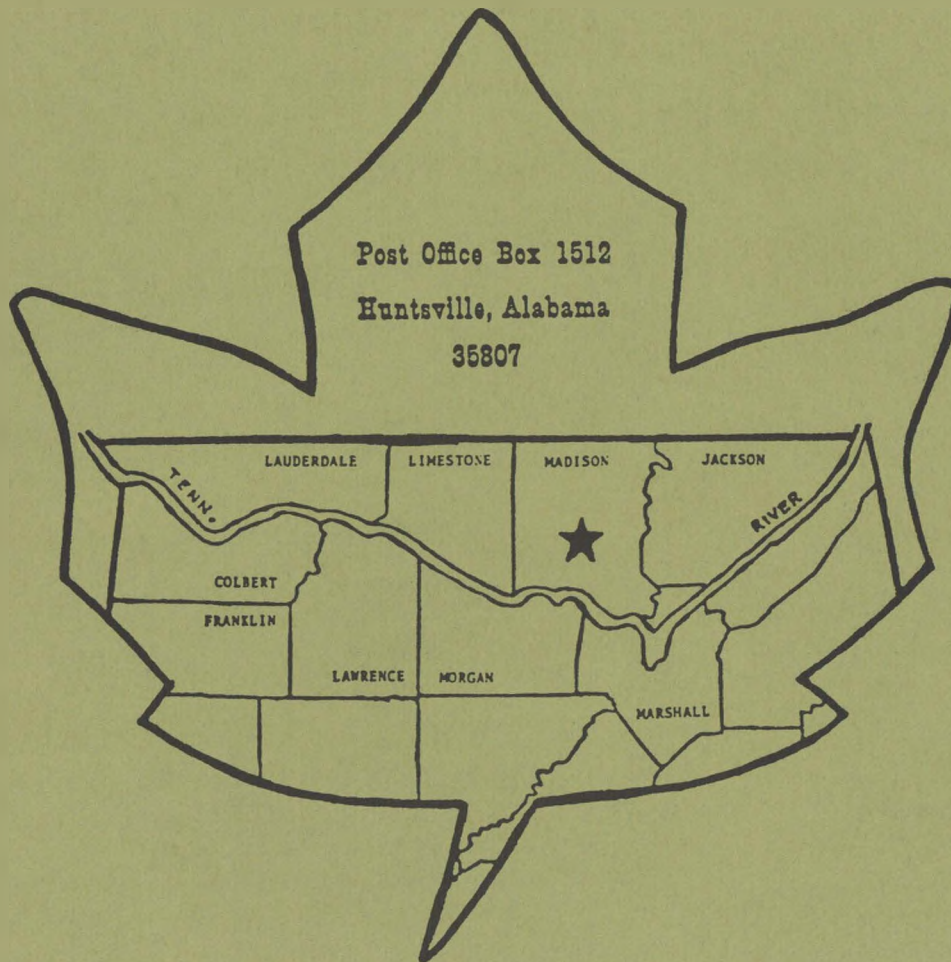 Post Office Box 1512
Huntsville, Alabama
35807
LAUDERDALE
LIMESTONE
MADISON
JACKSON
TENN.
RIVER
COLBERT
FRANKLIN
LAWRENCE
MORGAN
MARSHALL